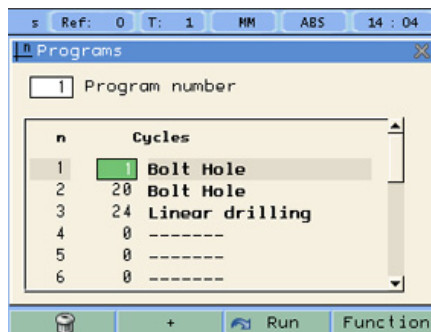 s Ref: 0 T: 1 MM ABS 14 : 04
n Programs
1 Program number
n Cycles
1 1 Bolt Hole
2 20 Bolt Hole
3 24 Linear drilling
4 0 -------
5 0 -------
6 0 -------
+ Run Function